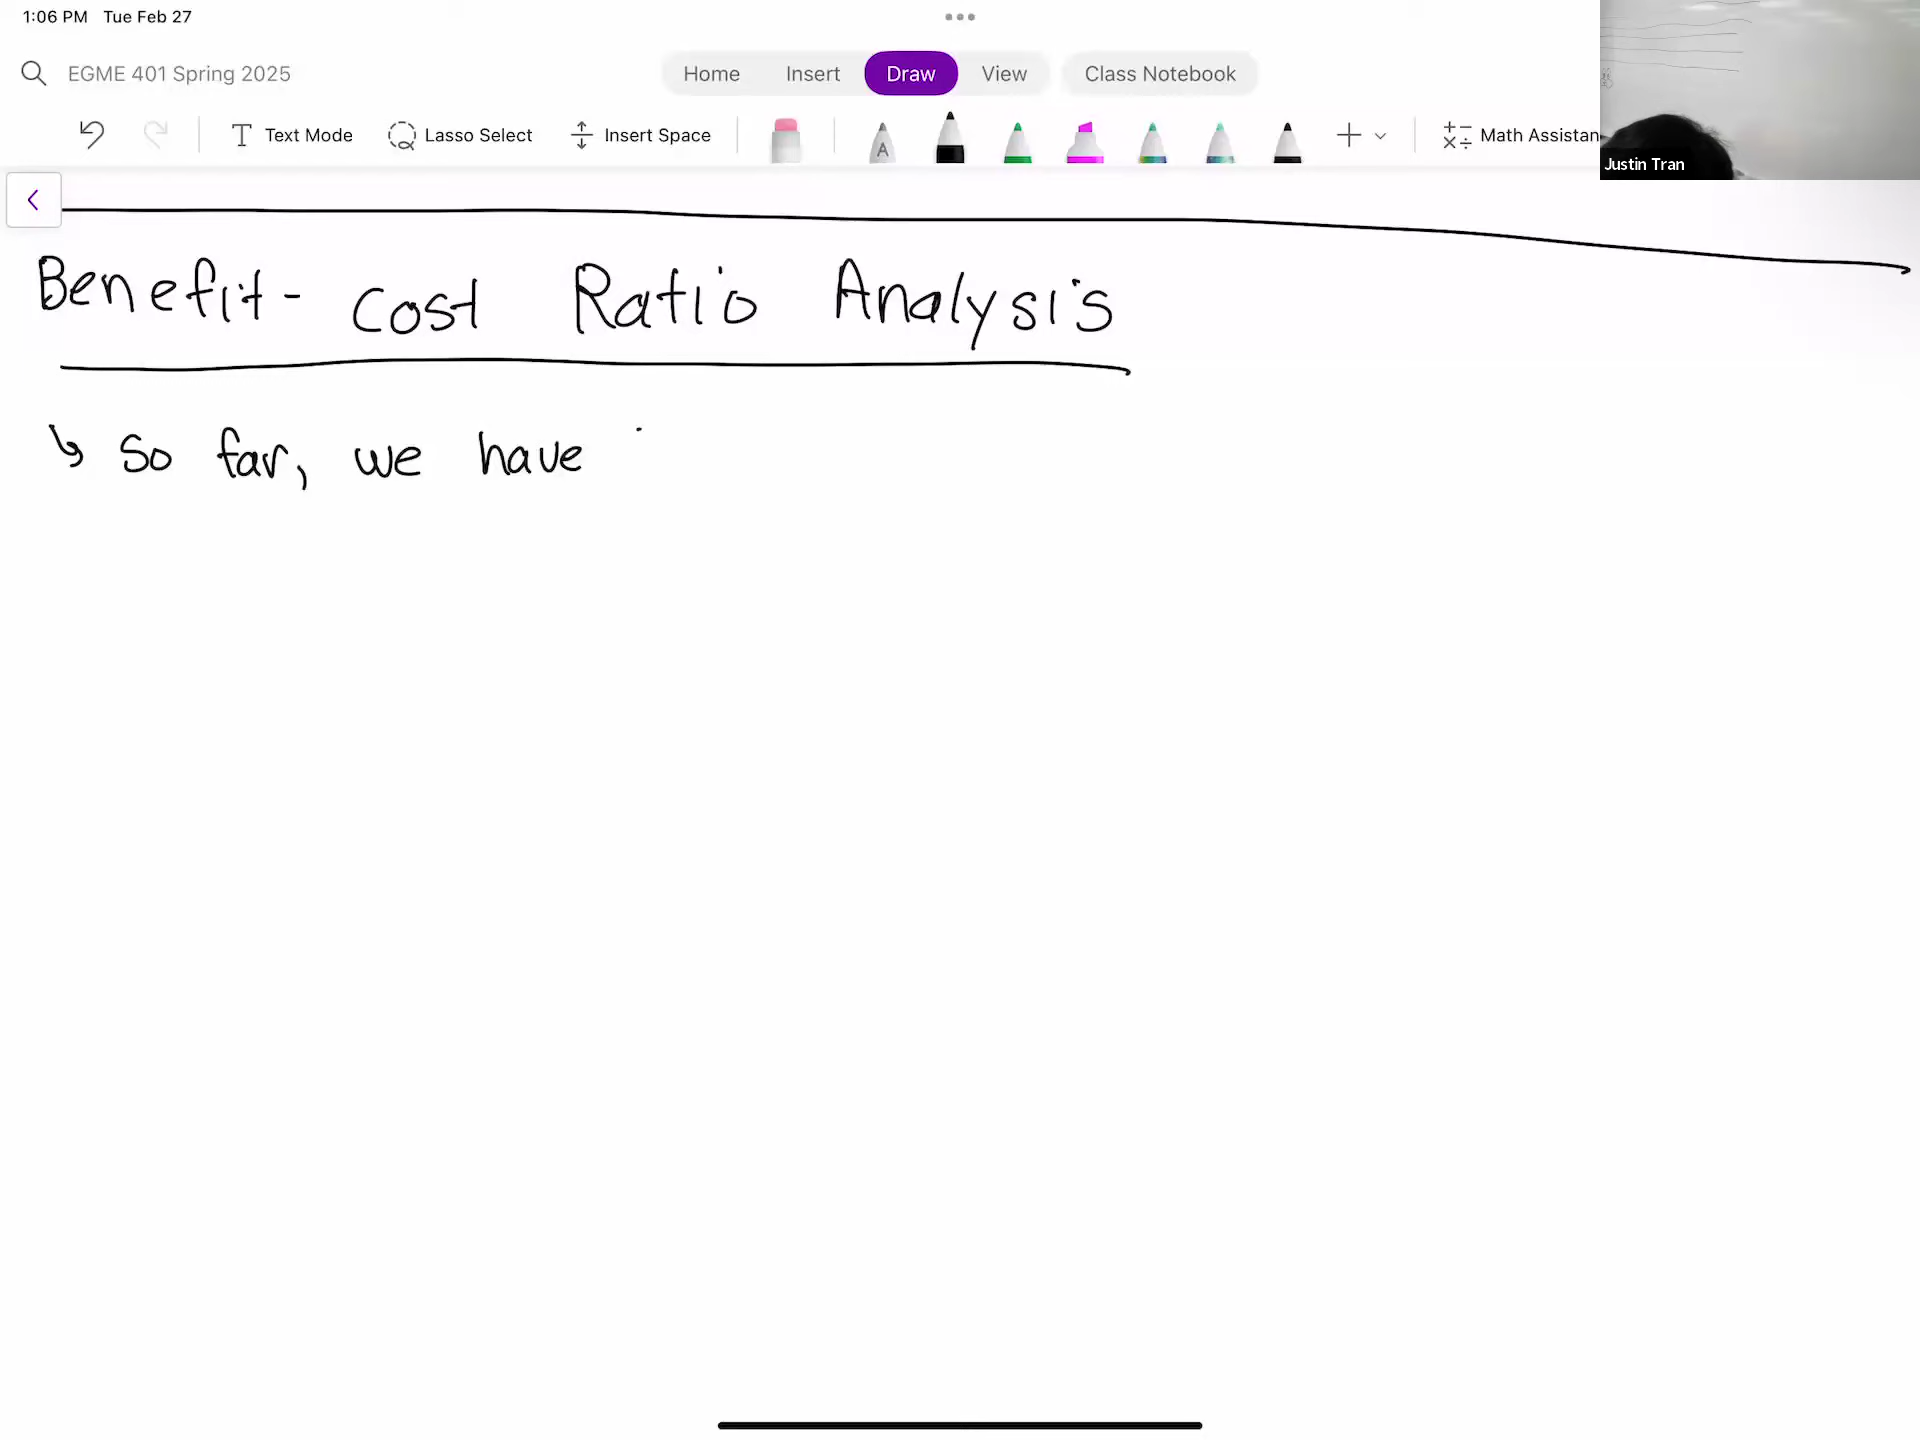 1:06 PM Tue Feb 27
EGME 401 Spring 2025
Home Insert Draw View Class Notebook
Text Mode Lasso Select Insert Space A Math Assistan
Justin Tran
Benefit - Cost Ratio Analysis
↳ So far, we have